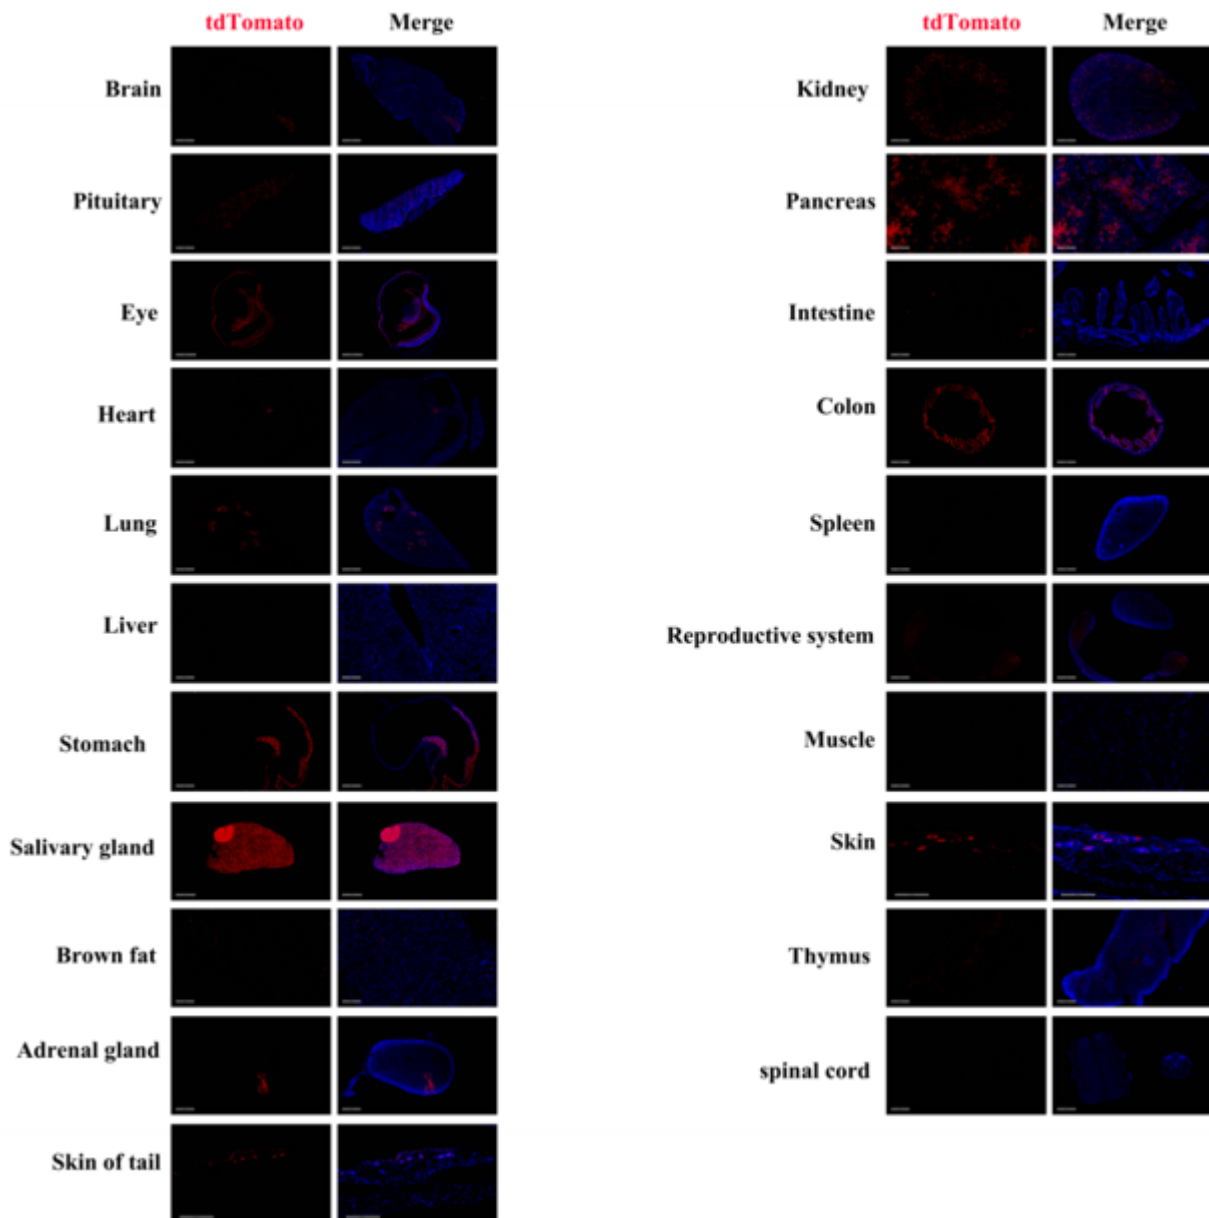 tdTomato Merge
Brain
Pituitary
Eye
Heart
Lung
Liver
Stomach
Salivary gland
Brown fat
Adrenal gland
Skin of tail
tdTomato Merge
Kidney
Pancreas
Intestine
Colon
Spleen
Reproductive system
Muscle
Skin
Thymus
spinal cord